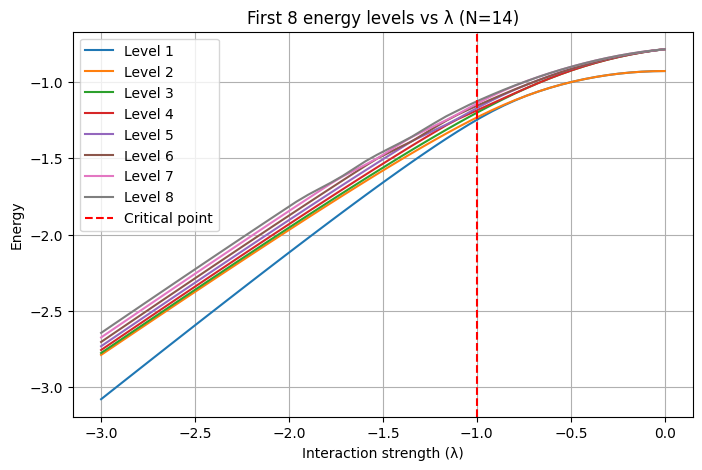 First 8 energy levels vs λ (N=14)
Level 1
Level 2
Level 3
Level 4
Level 5
Level 6
Level 7
Level 8
Critical point
Energy
−1.0
−1.5
−2.0
−2.5
−3.0
−3.0 −2.5 −2.0 −1.5 −1.0 −0.5 0.0
Interaction strength (λ)